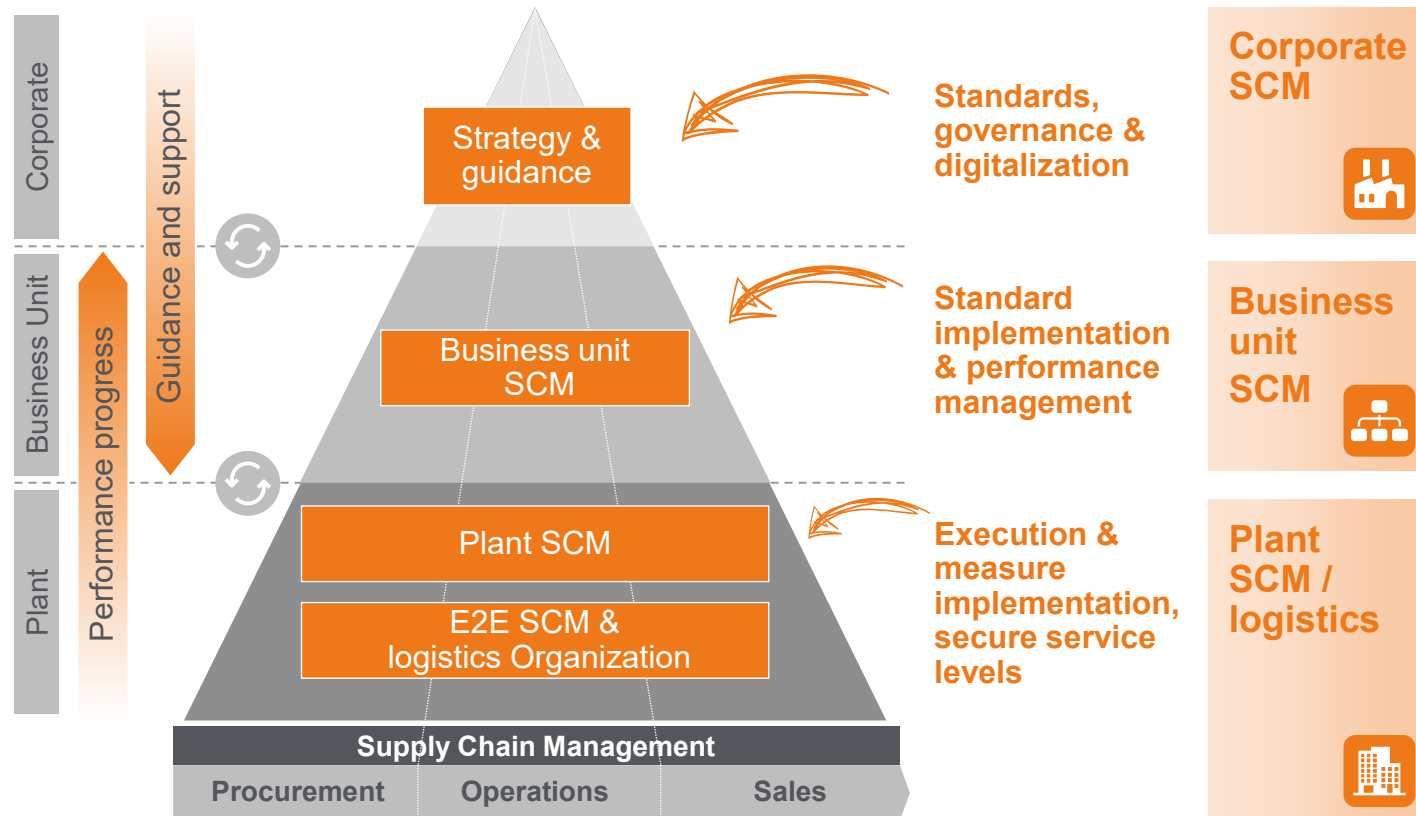 Corporate
Business Unit
Plant
Guidance and support
Performance progress
Strategy &
guidance
Business unit
SCM
Plant SCM
E2E SCM &
logistics Organization
Supply Chain Management
Procurement
Operations
Sales
Standards,
governance &
digitalization
Standard
implementation
& performance
management
Execution &
measure
implementation,
secure service
levels
Corporate
SCM
Business
unit
SCM
Plant
SCM /
logistics